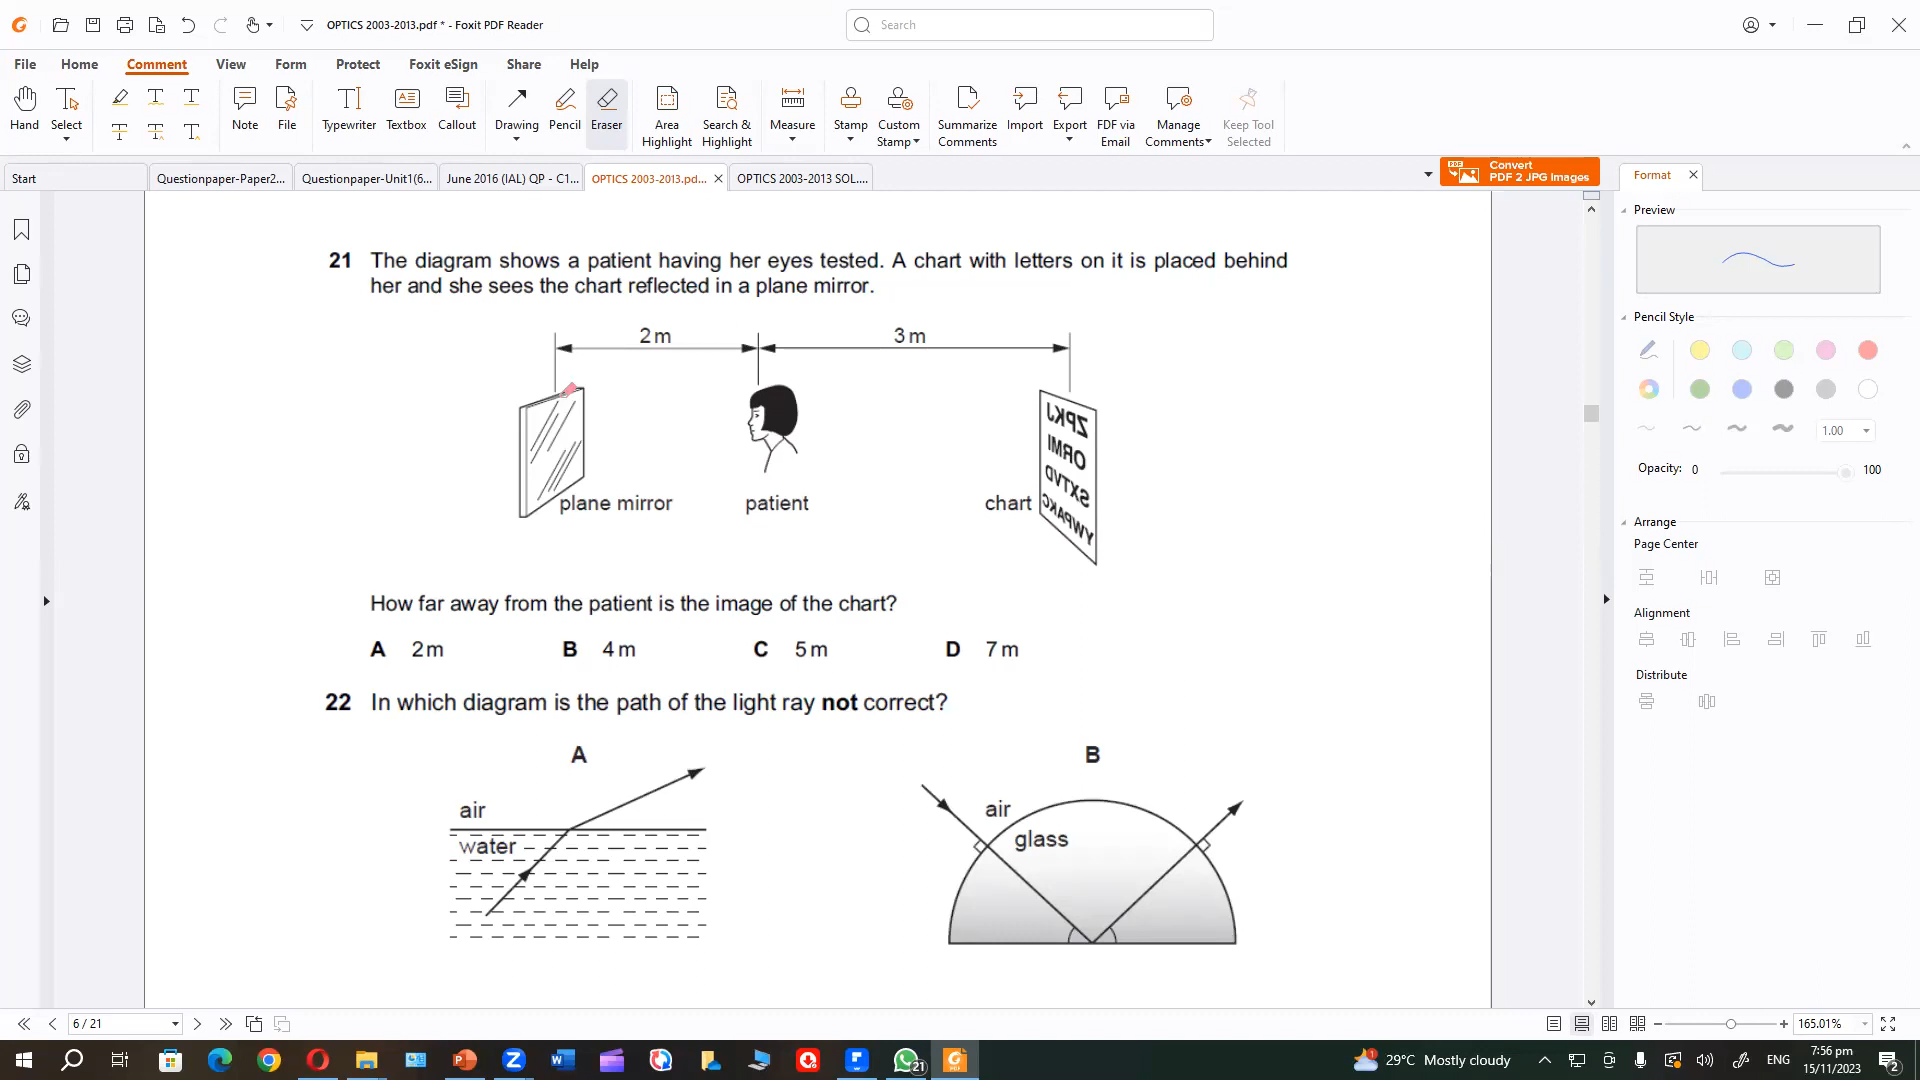 OPTICS 2003-2013.pdf * - Foxit PDF Reader
Search
File Home Comment View Form Protect Foxit eSign Share Help
Hand Select Note File Typewriter Textbox Callout Drawing Pencil Eraser Area Highlight Search & Highlight Measure Stamp Custom Stamp Summarize Comments Import Export FDF via Email Manage Comments Keep Tool Selected
Start Questionpaper-Paper2... Questionpaper-Unit1(6... June 2016 (IAL) QP - C1... OPTICS 2003-2013.pd... OPTICS 2003-2013 SOL....
PDF Convert
PDF 2 JPG Images
Format
Preview
Pencil Style
1.00
Opacity: 0 100
Arrange
Page Center
Alignment
Distribute
21 The diagram shows a patient having her eyes tested. A chart with letters on it is placed behind
her and she sees the chart reflected in a plane mirror.
2 m 3 m
ZPKJ
ORMI
SXTVD
YWPAKC
plane mirror patient chart
How far away from the patient is the image of the chart?
A 2 m B 4 m C 5 m D 7 m
22 In which diagram is the path of the light ray not correct?
A B
air air
water glass
6 / 21
165.01%
21
29°C Mostly cloudy
ENG
7:56 pm
15/11/2023
2